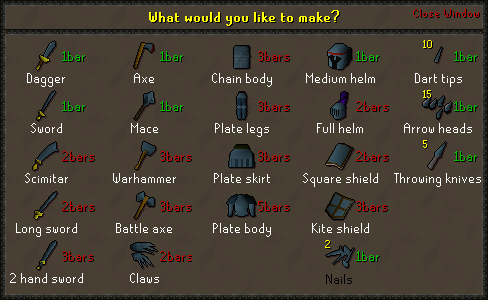 What would you like to make?
Close Window
1bar 1bar 3bars 1bar 10 1bar
Dagger Axe Chain body Medium helm Dart tips
1bar 1bar 3bars 2bars 15 1bar
Sword Mace Plate legs Full helm Arrow heads
2bars 3bars 3bars 2bars 5 1bar
Scimitar Warhammer Plate skirt Square shield Throwing knives
2bars 3bars 5bars 3bars
Long sword Battle axe Plate body Kite shield
3bars 2bars 2 1bar
2 hand sword Claws Nails